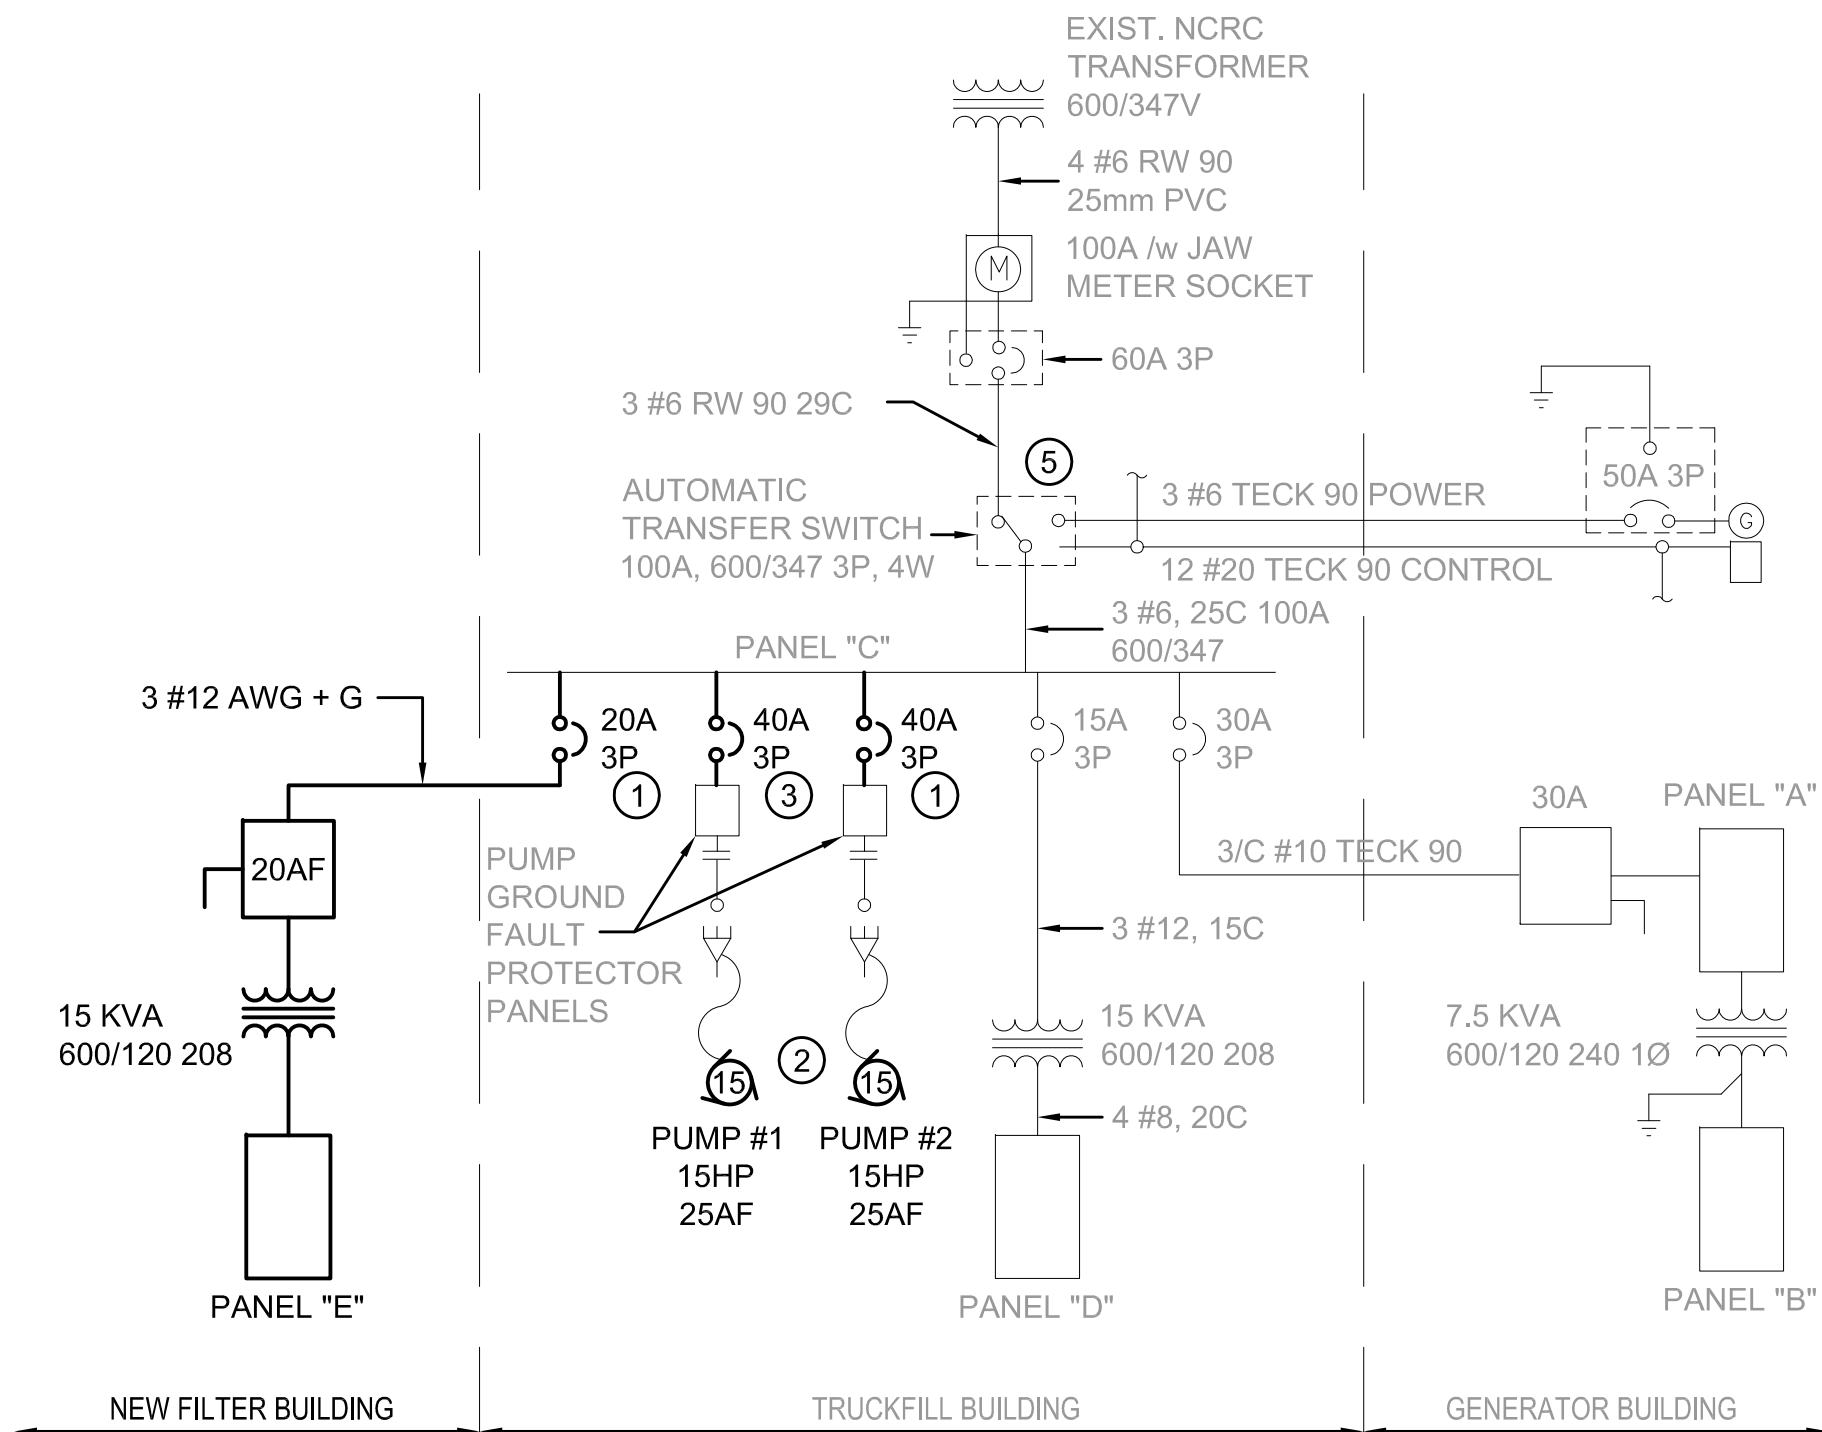 EXIST. NCRC
TRANSFORMER
600/347V
4 #6 RW 90
25mm PVC
100A /w JAW
METER SOCKET
M
60A 3P
3 #6 RW 90 29C
5
50A 3P
AUTOMATIC
TRANSFER SWITCH
100A, 600/347 3P, 4W
3 #6 TECK 90 POWER
G
12 #20 TECK 90 CONTROL
3 #6, 25C 100A
600/347
PANEL "C"
3 #12 AWG + G
20A
3P
1
40A
3P
3
40A
3P
1
15A
3P
30A
3P
30A
PANEL "A"
20AF
PUMP
GROUND
FAULT
PROTECTOR
PANELS
3/C #10 TECK 90
3 #12, 15C
15 KVA
600/120 208
2
15
15
15 KVA
600/120 208
7.5 KVA
600/120 240 1Ø
4 #8, 20C
PUMP #1
15HP
25AF
PUMP #2
15HP
25AF
PANEL "E"
PANEL "D"
PANEL "B"
NEW FILTER BUILDING
TRUCKFILL BUILDING
GENERATOR BUILDING